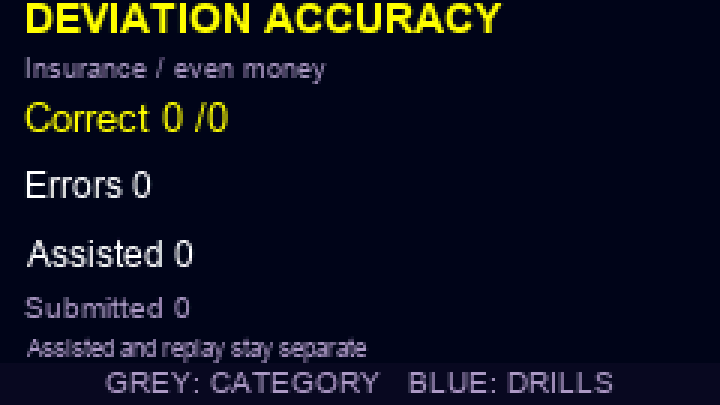 DEVIATION ACCURACY
Insurance / even money
Correct 0 /0
Errors 0
Assisted 0
Submitted 0
Assisted and replay stay separate
GREY: CATEGORY BLUE: DRILLS